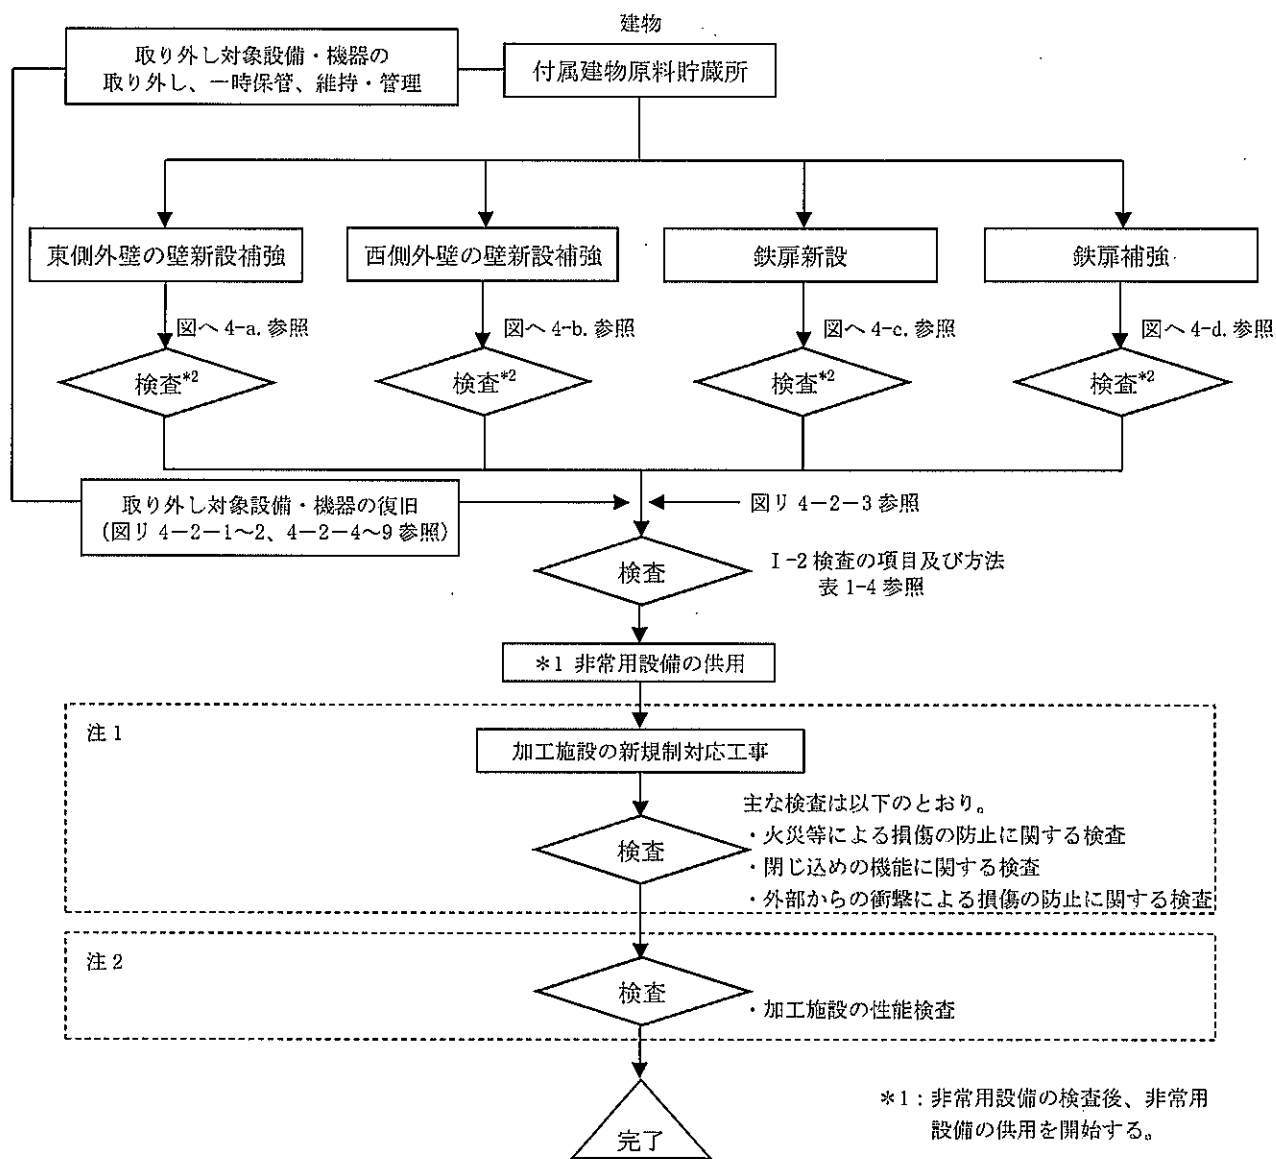 建物
取り外し対象設備・機器の
取り外し、一時保管、維持・管理
付属建物原料貯蔵所
東側外壁の壁新設補強
西側外壁の壁新設補強
鉄扉新設
鉄扉補強
図ヘ 4-a. 参照
図ヘ 4-b. 参照
図ヘ 4-c. 参照
図ヘ 4-d. 参照
検査*2
検査*2
検査*2
検査*2
取り外し対象設備・機器の復旧
(図リ 4-2-1~2、4-2-4~9 参照)
図リ 4-2-3 参照
検査
Ⅰ-2 検査の項目及び方法
表 1-4 参照
*1 非常用設備の供用
注 1
加工施設の新規制対応工事
検査
主な検査は以下のとおり。
・火災等による損傷の防止に関する検査
・閉じ込めの機能に関する検査
・外部からの衝撃による損傷の防止に関する検査
注 2
検査
・加工施設の性能検査
完了
*1:非常用設備の検査後、非常用
設備の供用を開始する。